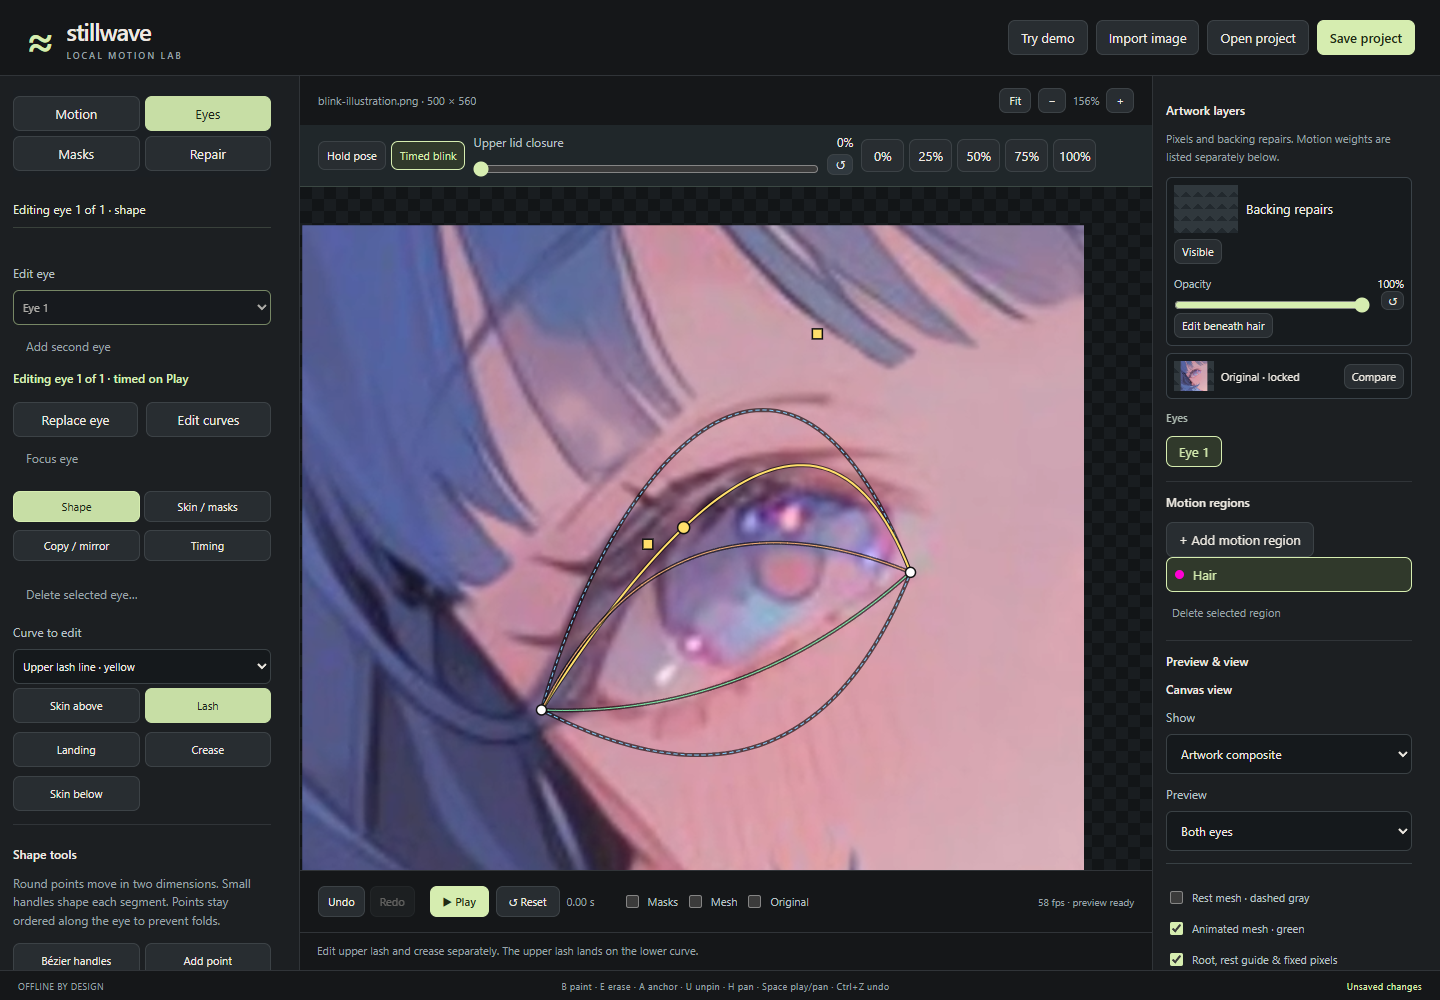 stillwave
LOCAL MOTION LAB
Try demo
Import image
Open project
Save project
Motion
Eyes
Masks
Repair
Editing eye 1 of 1 · shape
Edit eye
Eye 1
Add second eye
Editing eye 1 of 1 · timed on Play
Replace eye
Edit curves
Focus eye
Shape
Skin / masks
Copy / mirror
Timing
Delete selected eye...
Curve to edit
Upper lash line · yellow
Skin above
Lash
Landing
Crease
Skin below
Shape tools
Round points move in two dimensions. Small
handles shape each segment. Points stay
ordered along the eye to prevent folds.
Bézier handles
Add point
blink-illustration.png · 500 × 560
Fit
−
156%
+
Hold pose
Timed blink
Upper lid closure
0%
↺
0%
25%
50%
75%
100%
Undo
Redo
▶ Play
↺ Reset
0.00 s
Masks
Mesh
Original
58 fps · preview ready
Edit upper lash and crease separately. The upper lash lands on the lower curve.
Artwork layers
Pixels and backing repairs. Motion weights are
listed separately below.
Backing repairs
Visible
Opacity
100%
↺
Edit beneath hair
Original · locked
Compare
Eyes
Eye 1
Motion regions
+ Add motion region
Hair
Delete selected region
Preview & view
Canvas view
Show
Artwork composite
Preview
Both eyes
Rest mesh · dashed gray
Animated mesh · green
Root, rest guide & fixed pixels
OFFLINE BY DESIGN
B paint · E erase · A anchor · U unpin · H pan · Space play/pan · Ctrl+Z undo
Unsaved changes